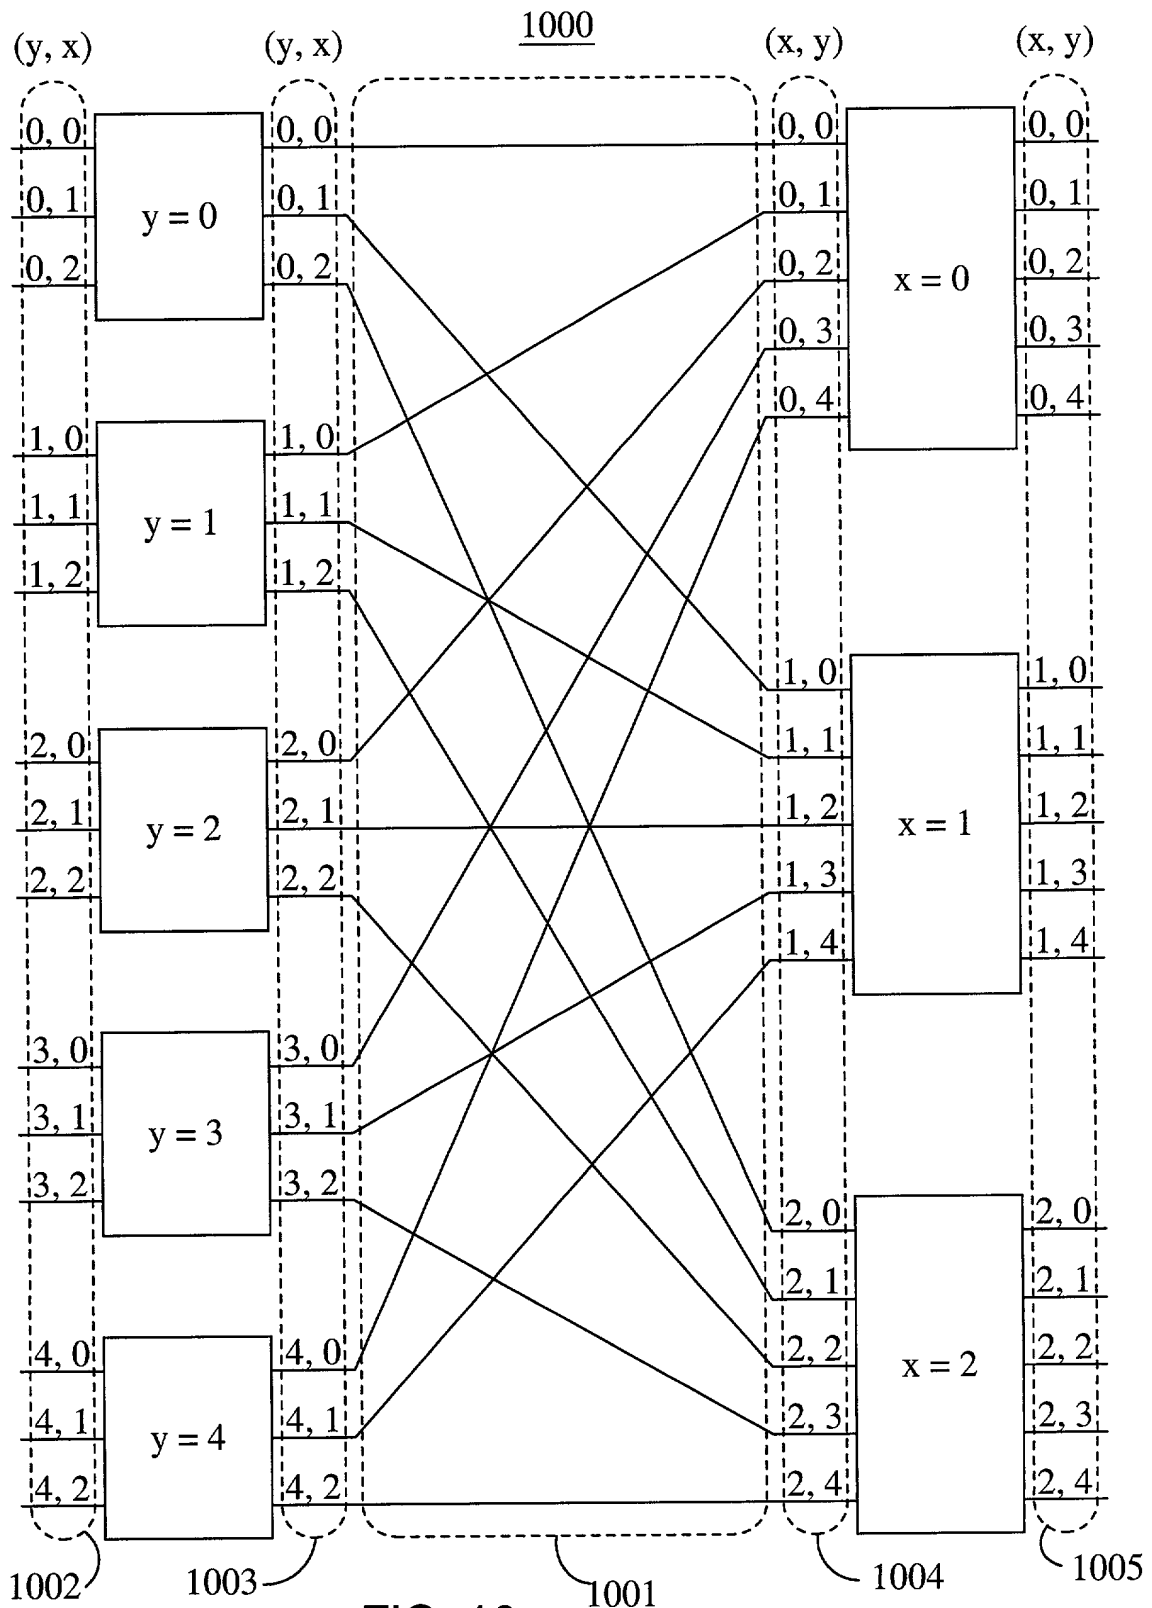 1000
(y, x) (y, x) (x, y) (x, y)
0, 0 0, 0 0, 0 0, 0
0, 1 y = 0 0, 1 0, 1 0, 1
0, 2 0, 2 0, 2 x = 0 0, 2
0, 3 0, 3
0, 4 0, 4
1, 0 1, 0
1, 1 y = 1 1, 1
1, 2 1, 2
1, 0 1, 0
2, 0 2, 0 1, 1 1, 1
2, 1 y = 2 2, 1 1, 2 x = 1 1, 2
2, 2 2, 2 1, 3 1, 3
1, 4 1, 4
3, 0 3, 0
3, 1 y = 3 3, 1
3, 2 3, 2
2, 0 2, 0
2, 1 2, 1
4, 0 4, 0 2, 2 x = 2 2, 2
4, 1 y = 4 4, 1 2, 3 2, 3
4, 2 4, 2 2, 4 2, 4
1002 1003 1001 1004 1005